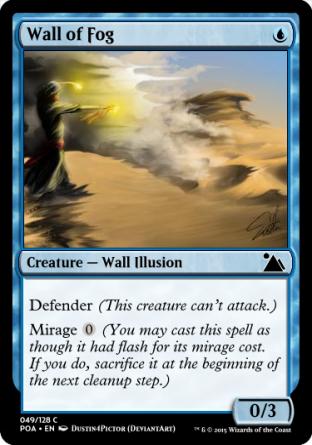 Wall of Fog
Creature — Wall Illusion
Defender (This creature can't attack.)
Mirage 0 (You may cast this spell as
though it had flash for its mirage cost.
If you do, sacrifice it at the beginning of
the next cleanup step.)
0/3
049/128 C
POA • EN DUSTIN4PICTOR (DEVIANTART)
™ & © 2015 Wizards of the Coast